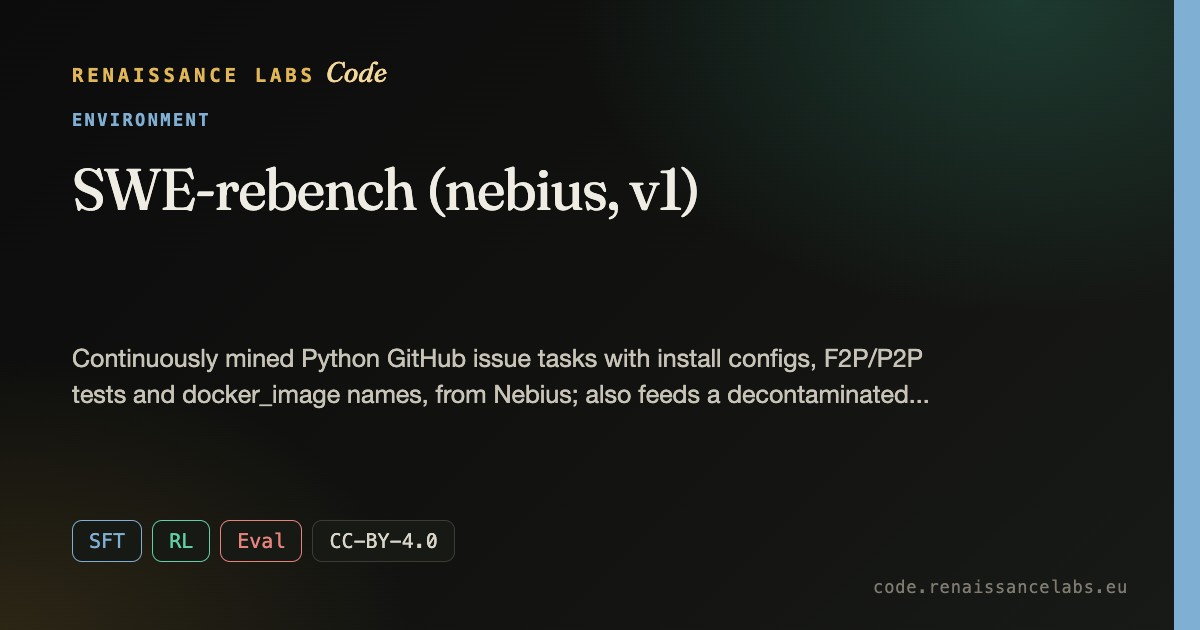 RENAISSANCE LABS Code
ENVIRONMENT
SWE-rebench (nebius, v1)
Continuously mined Python GitHub issue tasks with install configs, F2P/P2P
tests and docker_image names, from Nebius; also feeds a decontaminated...
SFT RL Eval CC-BY-4.0
code.renaissancelabs.eu